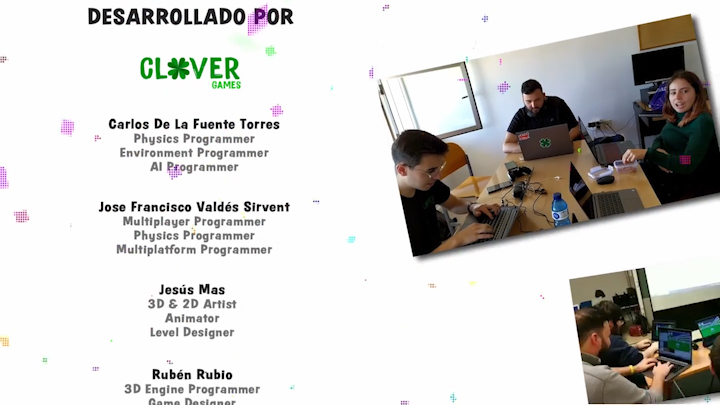 DESARROLLADO POR
CLOVER
GAMES
Carlos De La Fuente Torres
Physics Programmer
Environment Programmer
AI Programmer
Jose Francisco Valdés Sirvent
Multiplayer Programmer
Physics Programmer
Multiplatform Programmer
Jesús Mas
3D & 2D Artist
Animator
Level Designer
Rubén Rubio
3D Engine Programmer
Game Designer